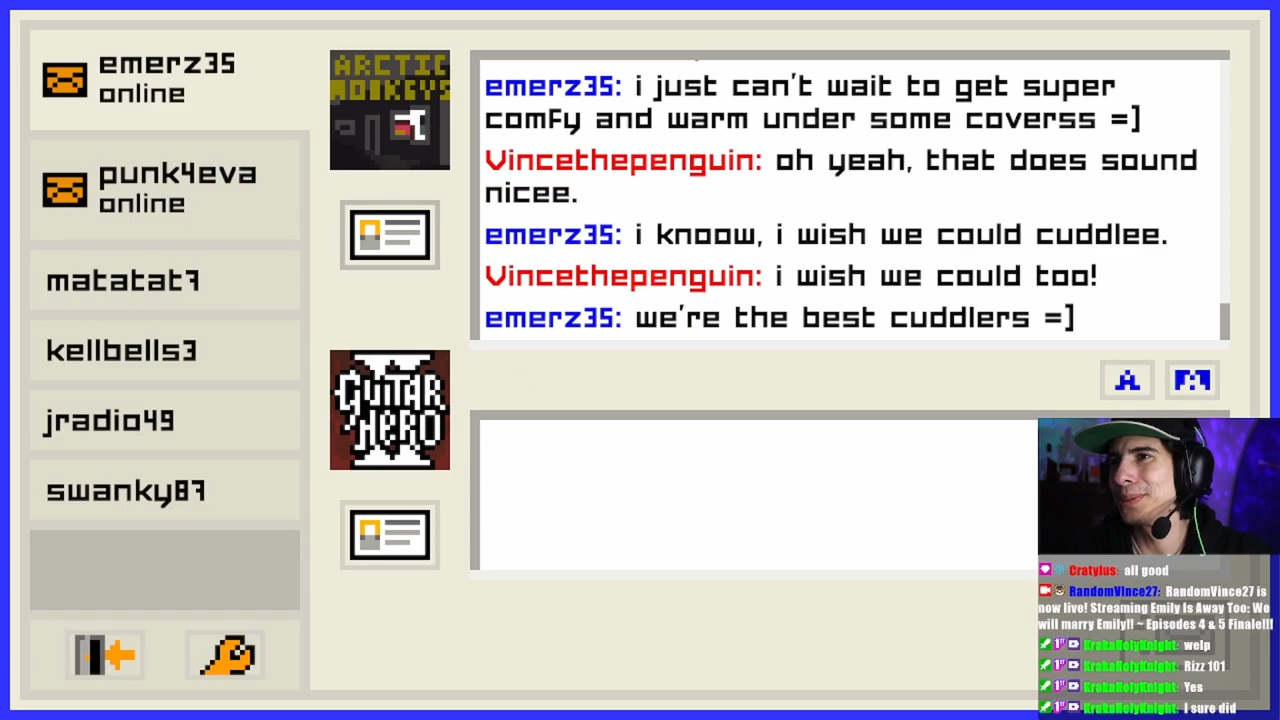 emerz35
online
punk4eva
online
matatat7
kellbells3
jradio49
swanky87
ARCTIC
MONKEYS
GUITAR
HERO
emerz35: i just can't wait to get super
comfy and warm under some coverss =]
Vincethepenguin: oh yeah, that does sound
nicee.
emerz35: i knoow, i wish we could cuddlee.
Vincethepenguin: i wish we could too!
emerz35: we're the best cuddlers =]
A
A
Cratylus: all good
RandomVince27: RandomVince27 is
now live! Streaming Emily Is Away Too: We
will marry Emily!! ~ Episodes 4 & 5 Finale!!!
KrakaHolyKnight: welp
KrakaHolyKnight: Rizz 101
KrakaHolyKnight: Yes
KrakaHolyKnight: I sure did